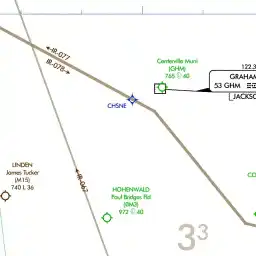 IR-077
IR-078
Centerville Muni
(GHM)
765 L 40
122.3
GRAHAM
53 GHM
JACKSO
CHSNE
LINDEN
James Tucker
(M15)
740 L 36
IR-067
HOHENWALD
Paul Bridges Fld
(0M3)
972 L 40
CO
3³